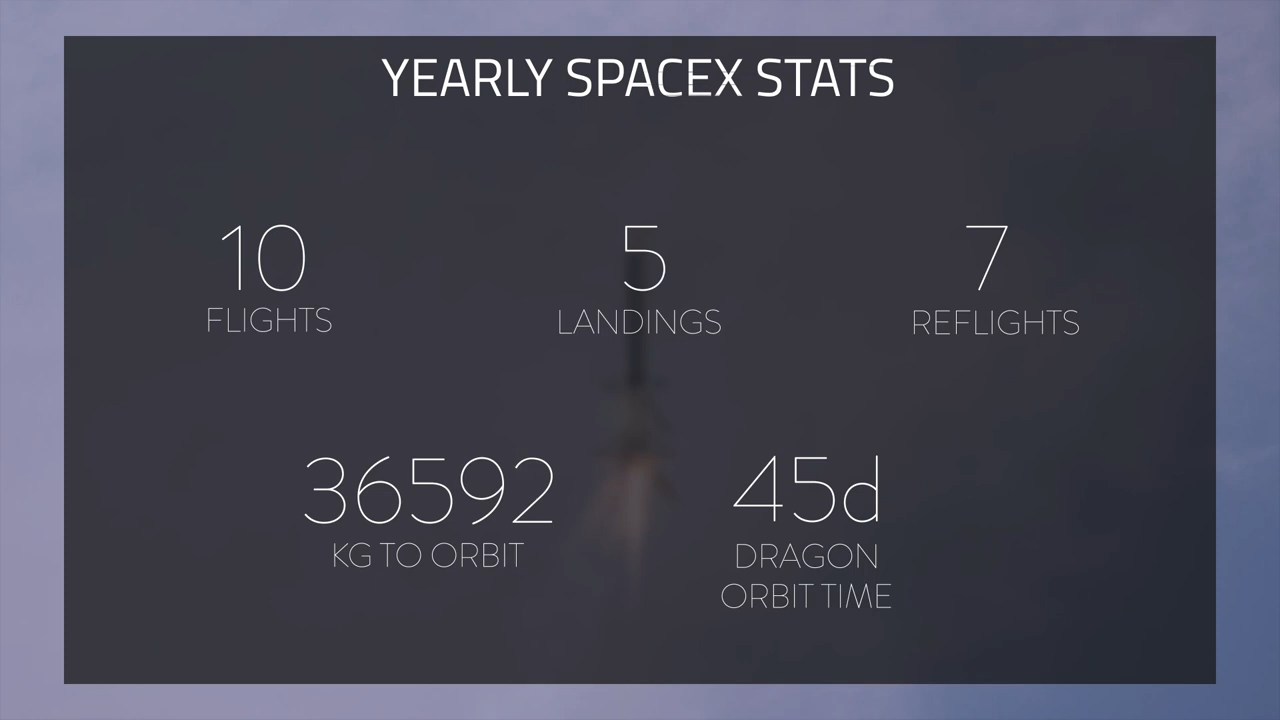 YEARLY SPACEX STATS
10
FLIGHTS
5
LANDINGS
7
REFLIGHTS
36592
KG TO ORBIT
45d
DRAGON
ORBIT TIME